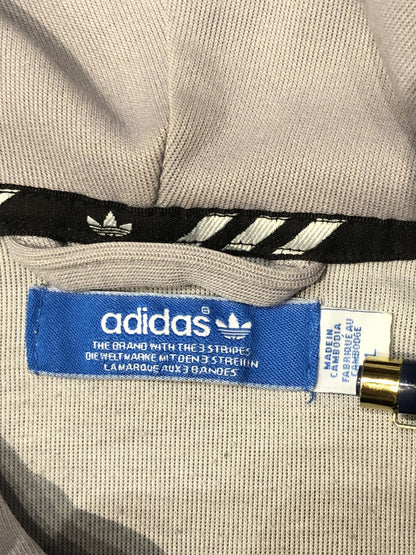 adidas®
THE BRAND WITH THE 3 STRIPES
DIE WELTMARKE MIT DEN 3 STREIFEN
LA MARQUE AUX 3 BANDES
MADE IN
CAMBODIA
FABRIQUE AU
CAMBODGE
L